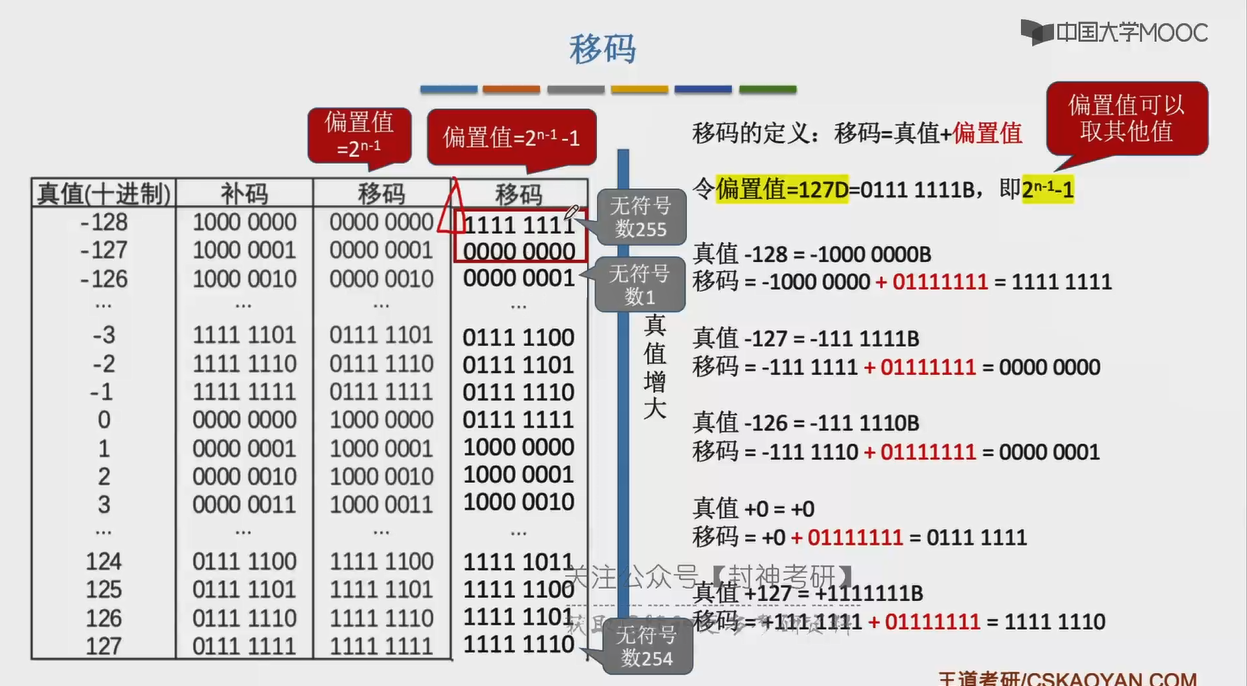 中国大学MOOC
移码
偏置值
=2ⁿ⁻¹
偏置值=2ⁿ⁻¹ -1
偏置值可以
取其他值
移码的定义：移码=真值+偏置值
令偏置值=127D=0111 1111B，即2ⁿ⁻¹-1
真值(十进制) 补码 移码 移码
-128 1000 0000 0000 0000 1111 1111
-127 1000 0001 0000 0001 0000 0000
-126 1000 0010 0000 0010 0000 0001
... ... ... ...
-3 1111 1101 0111 1101 0111 1100
-2 1111 1110 0111 1110 0111 1101
-1 1111 1111 0111 1111 0111 1110
0 0000 0000 1000 0000 0111 1111
1 0000 0001 1000 0001 1000 0000
2 0000 0010 1000 0010 1000 0001
3 0000 0011 1000 0011 1000 0010
... ... ... ...
124 0111 1100 1111 1100 1111 1011
125 0111 1101 1111 1101 1111 1100
126 0111 1110 1111 1110 1111 1101
127 0111 1111 1111 1111 1111 1110
无符号
数255
无符号
数1
真
值
增
大
无符号
数254
真值 -128 = -1000 0000B
移码 = -1000 0000 + 01111111 = 1111 1111
真值 -127 = -111 1111B
移码 = -111 1111 + 01111111 = 0000 0000
真值 -126 = -111 1110B
移码 = -111 1110 + 01111111 = 0000 0001
真值 +0 = +0
移码 = +0 + 01111111 = 0111 1111
关注公众号【封神考研】
真值 +127 = +1111111B
移码 = +1111111 + 01111111 = 1111 1110
王道考研/CSKAOYAN.COM